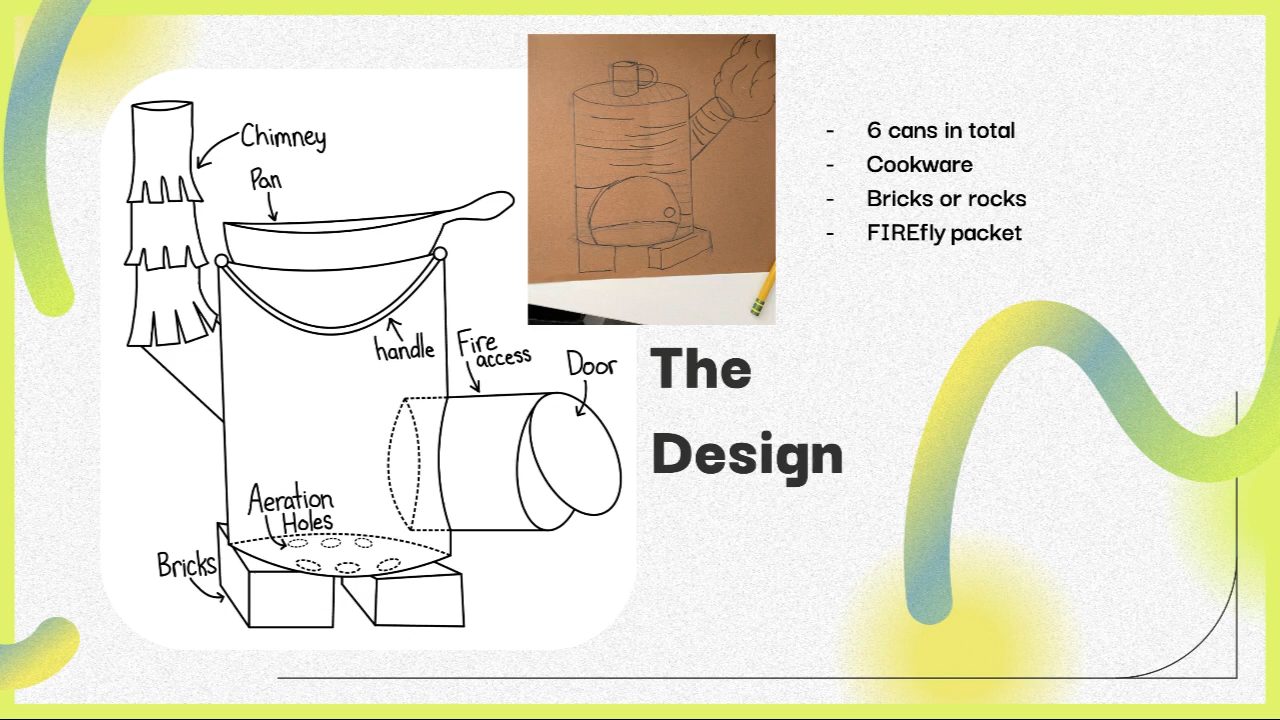 Chimney
Pan
handle
Fire
access
Door
Aeration
Holes
Bricks
- 6 cans in total
- Cookware
- Bricks or rocks
- FIREfly packet
The
Design